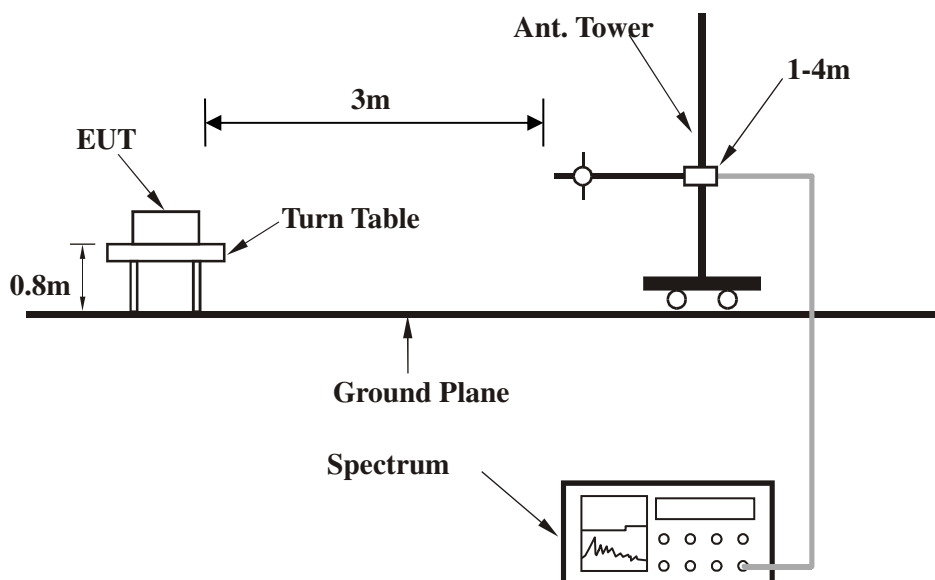 Ant. Tower
1-4m
3m
EUT
Turn Table
0.8m
Ground Plane
Spectrum